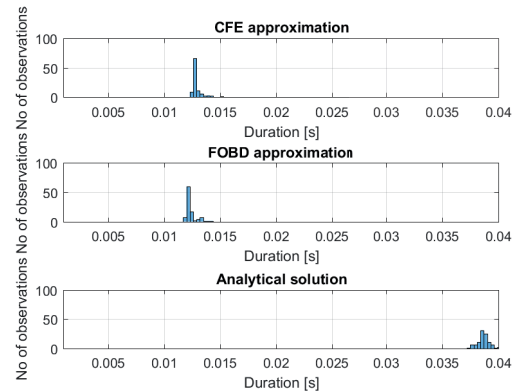 CFE approximation
No of observations
100
50
0
0.005 0.01 0.015 0.02 0.025 0.03 0.035 0.04
Duration [s]
FOBD approximation
No of observations
100
50
0
0.005 0.01 0.015 0.02 0.025 0.03 0.035 0.04
Duration [s]
Analytical solution
No of observations
100
50
0
0.005 0.01 0.015 0.02 0.025 0.03 0.035 0.04
Duration [s]